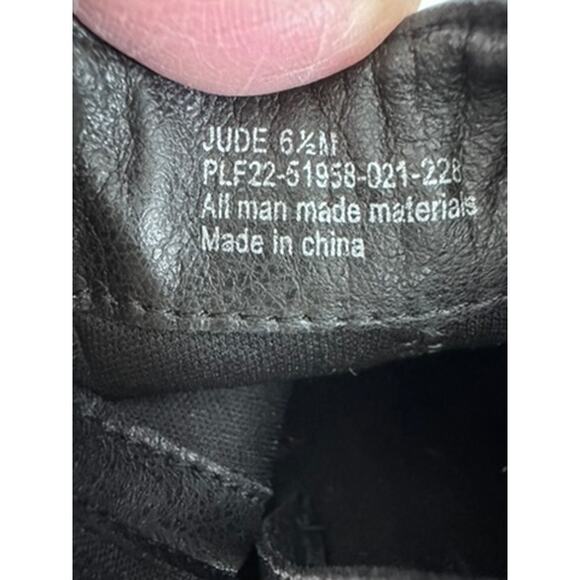 JUDE 6½M
PLF22-51958-021-228
All man made materials
Made in china